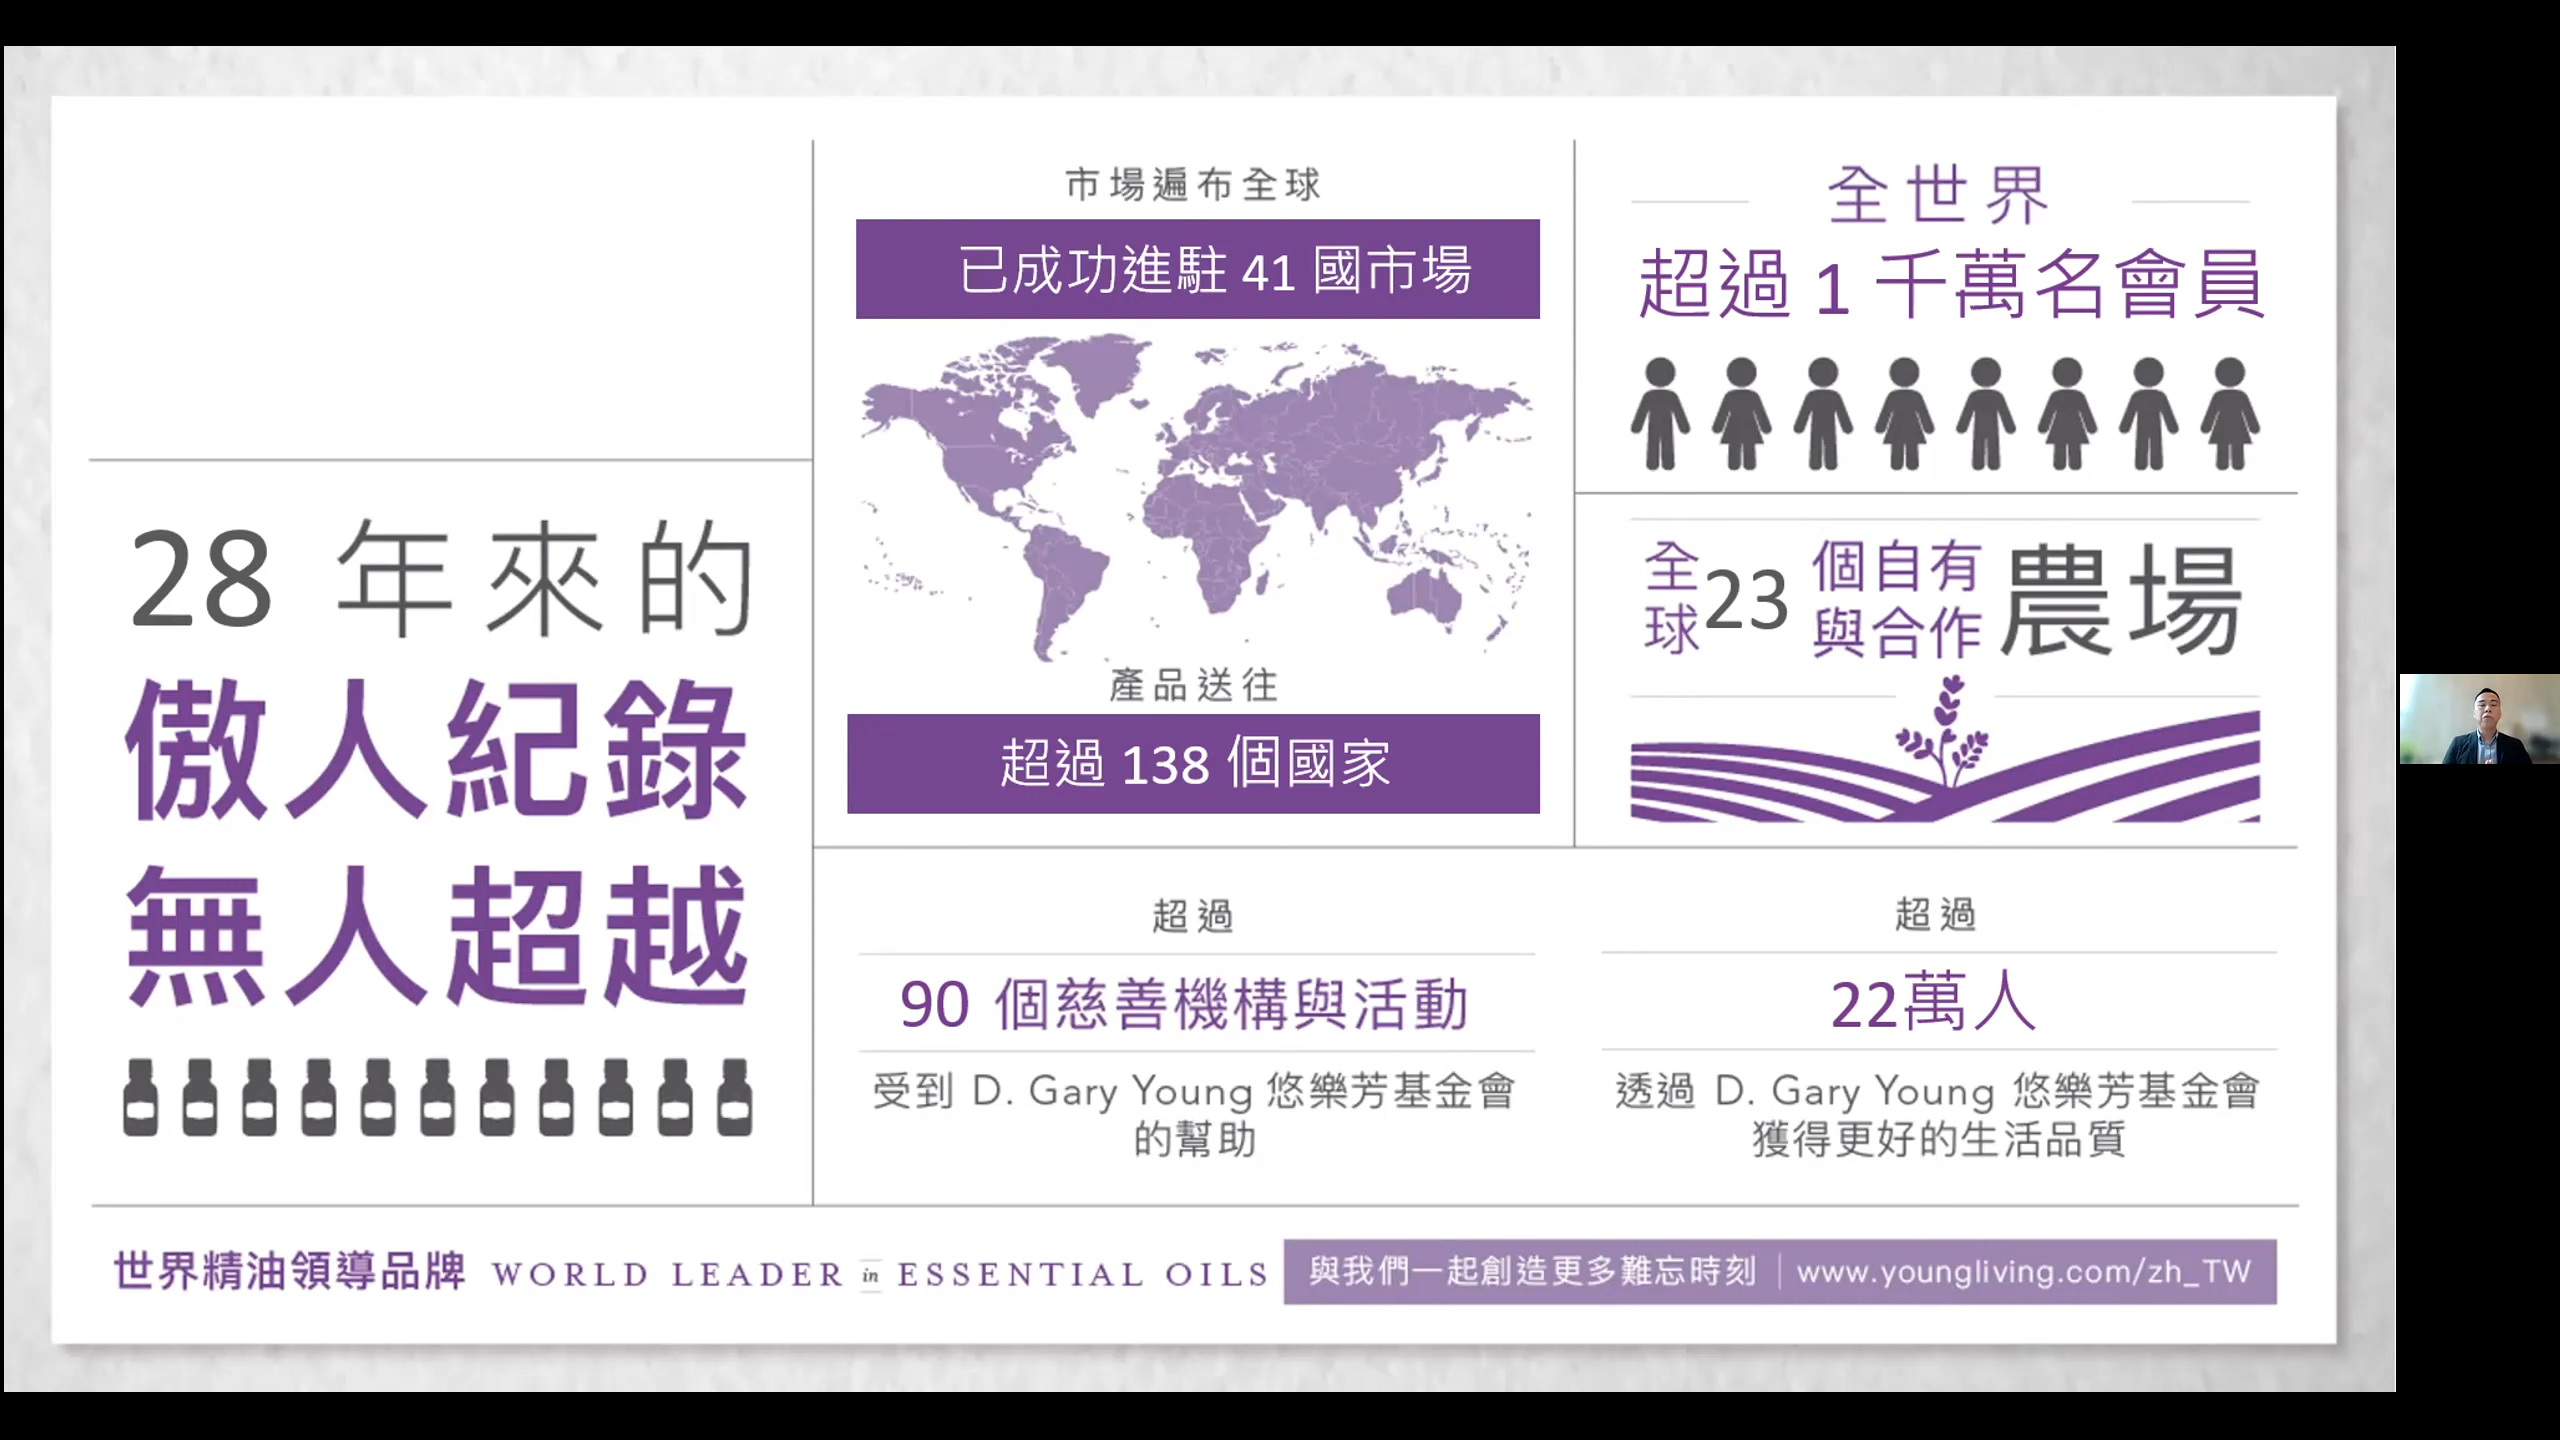 28 年來的
傲人紀錄
無人超越
市場遍布全球
已成功進駐 41 國市場
產品送往
超過 138 個國家
全世界
超過 1 千萬名會員
全球 23 個自有與合作 農場
超過
90 個慈善機構與活動
受到 D. Gary Young 悠樂芳基金會
的幫助
超過
22萬人
透過 D. Gary Young 悠樂芳基金會
獲得更好的生活品質
世界精油領導品牌 WORLD LEADER in ESSENTIAL OILS 與我們一起創造更多難忘時刻 | www.youngliving.com/zh_TW